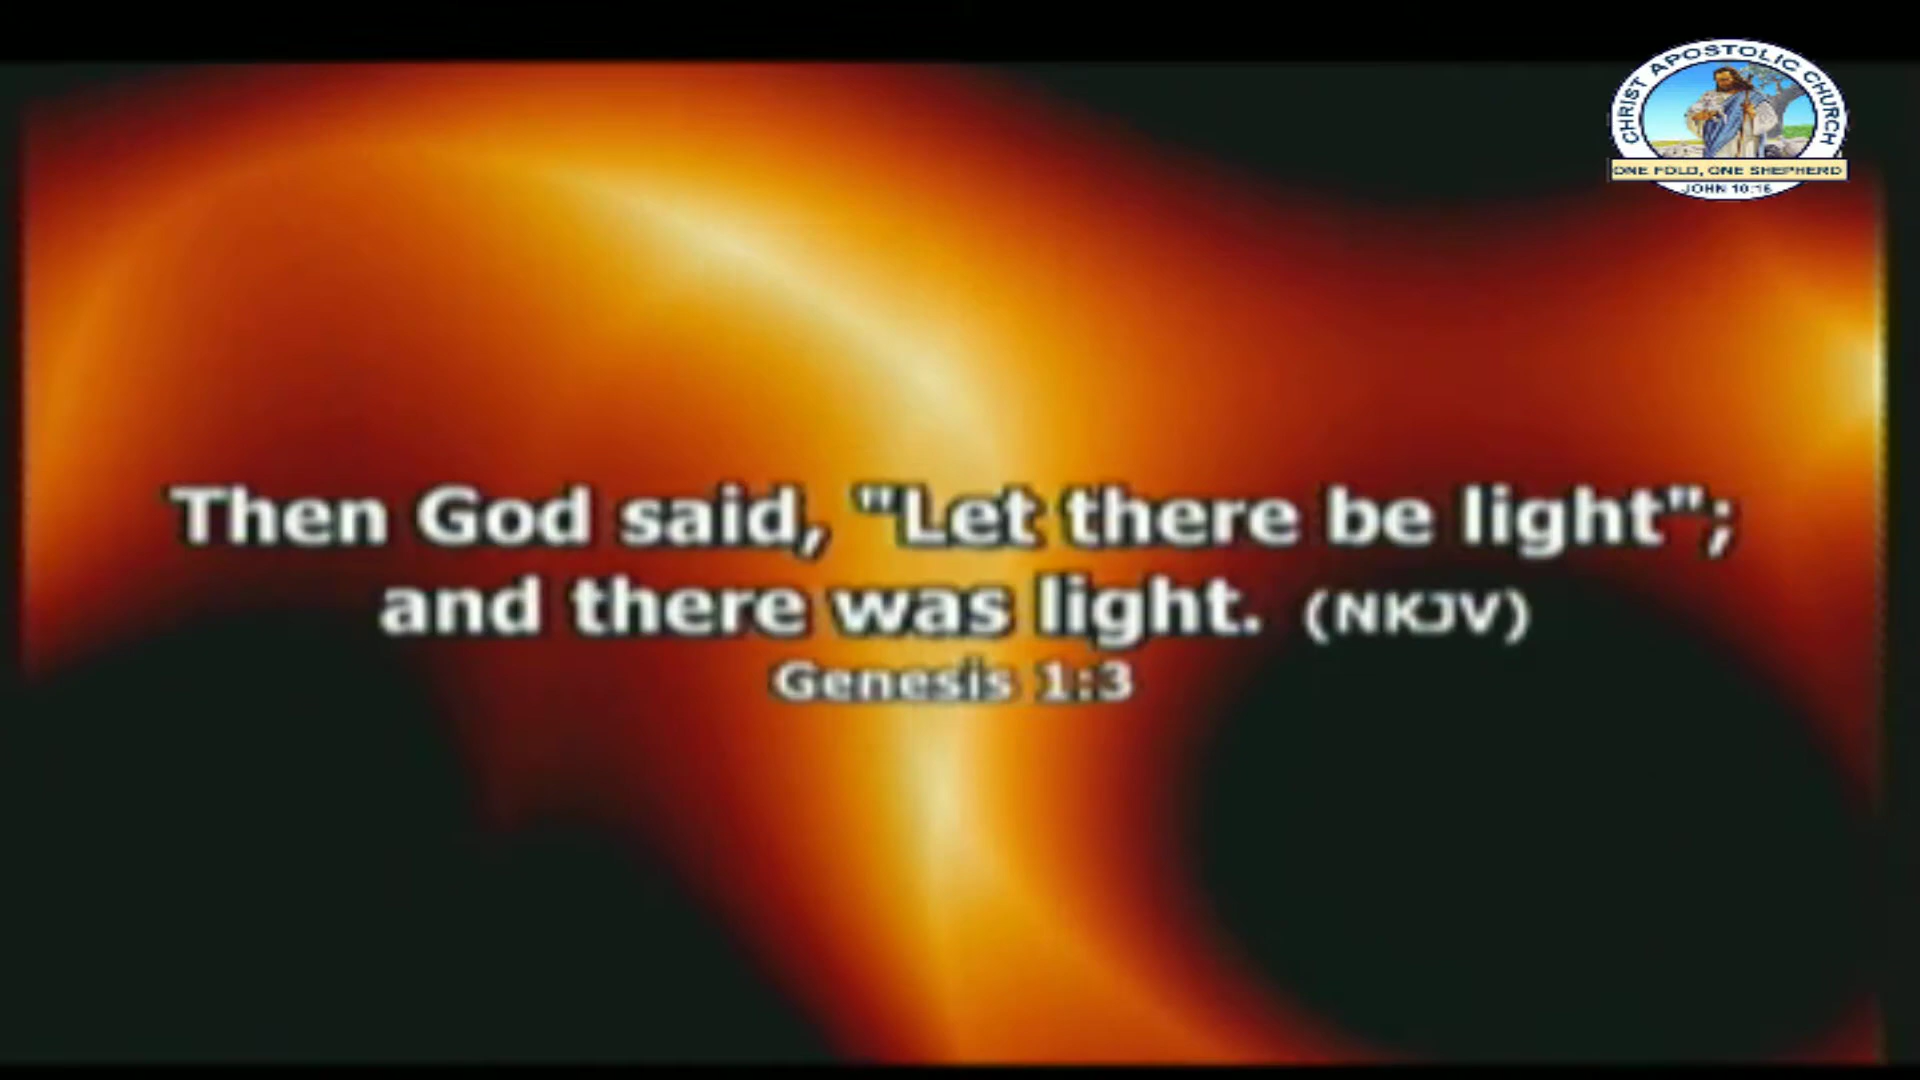 CHRIST APOSTOLIC CHURCH
ONE FOLD, ONE SHEPHERD
JOHN 10:16
Then God said, "Let there be light";
and there was light. (NKJV)
Genesis 1:3